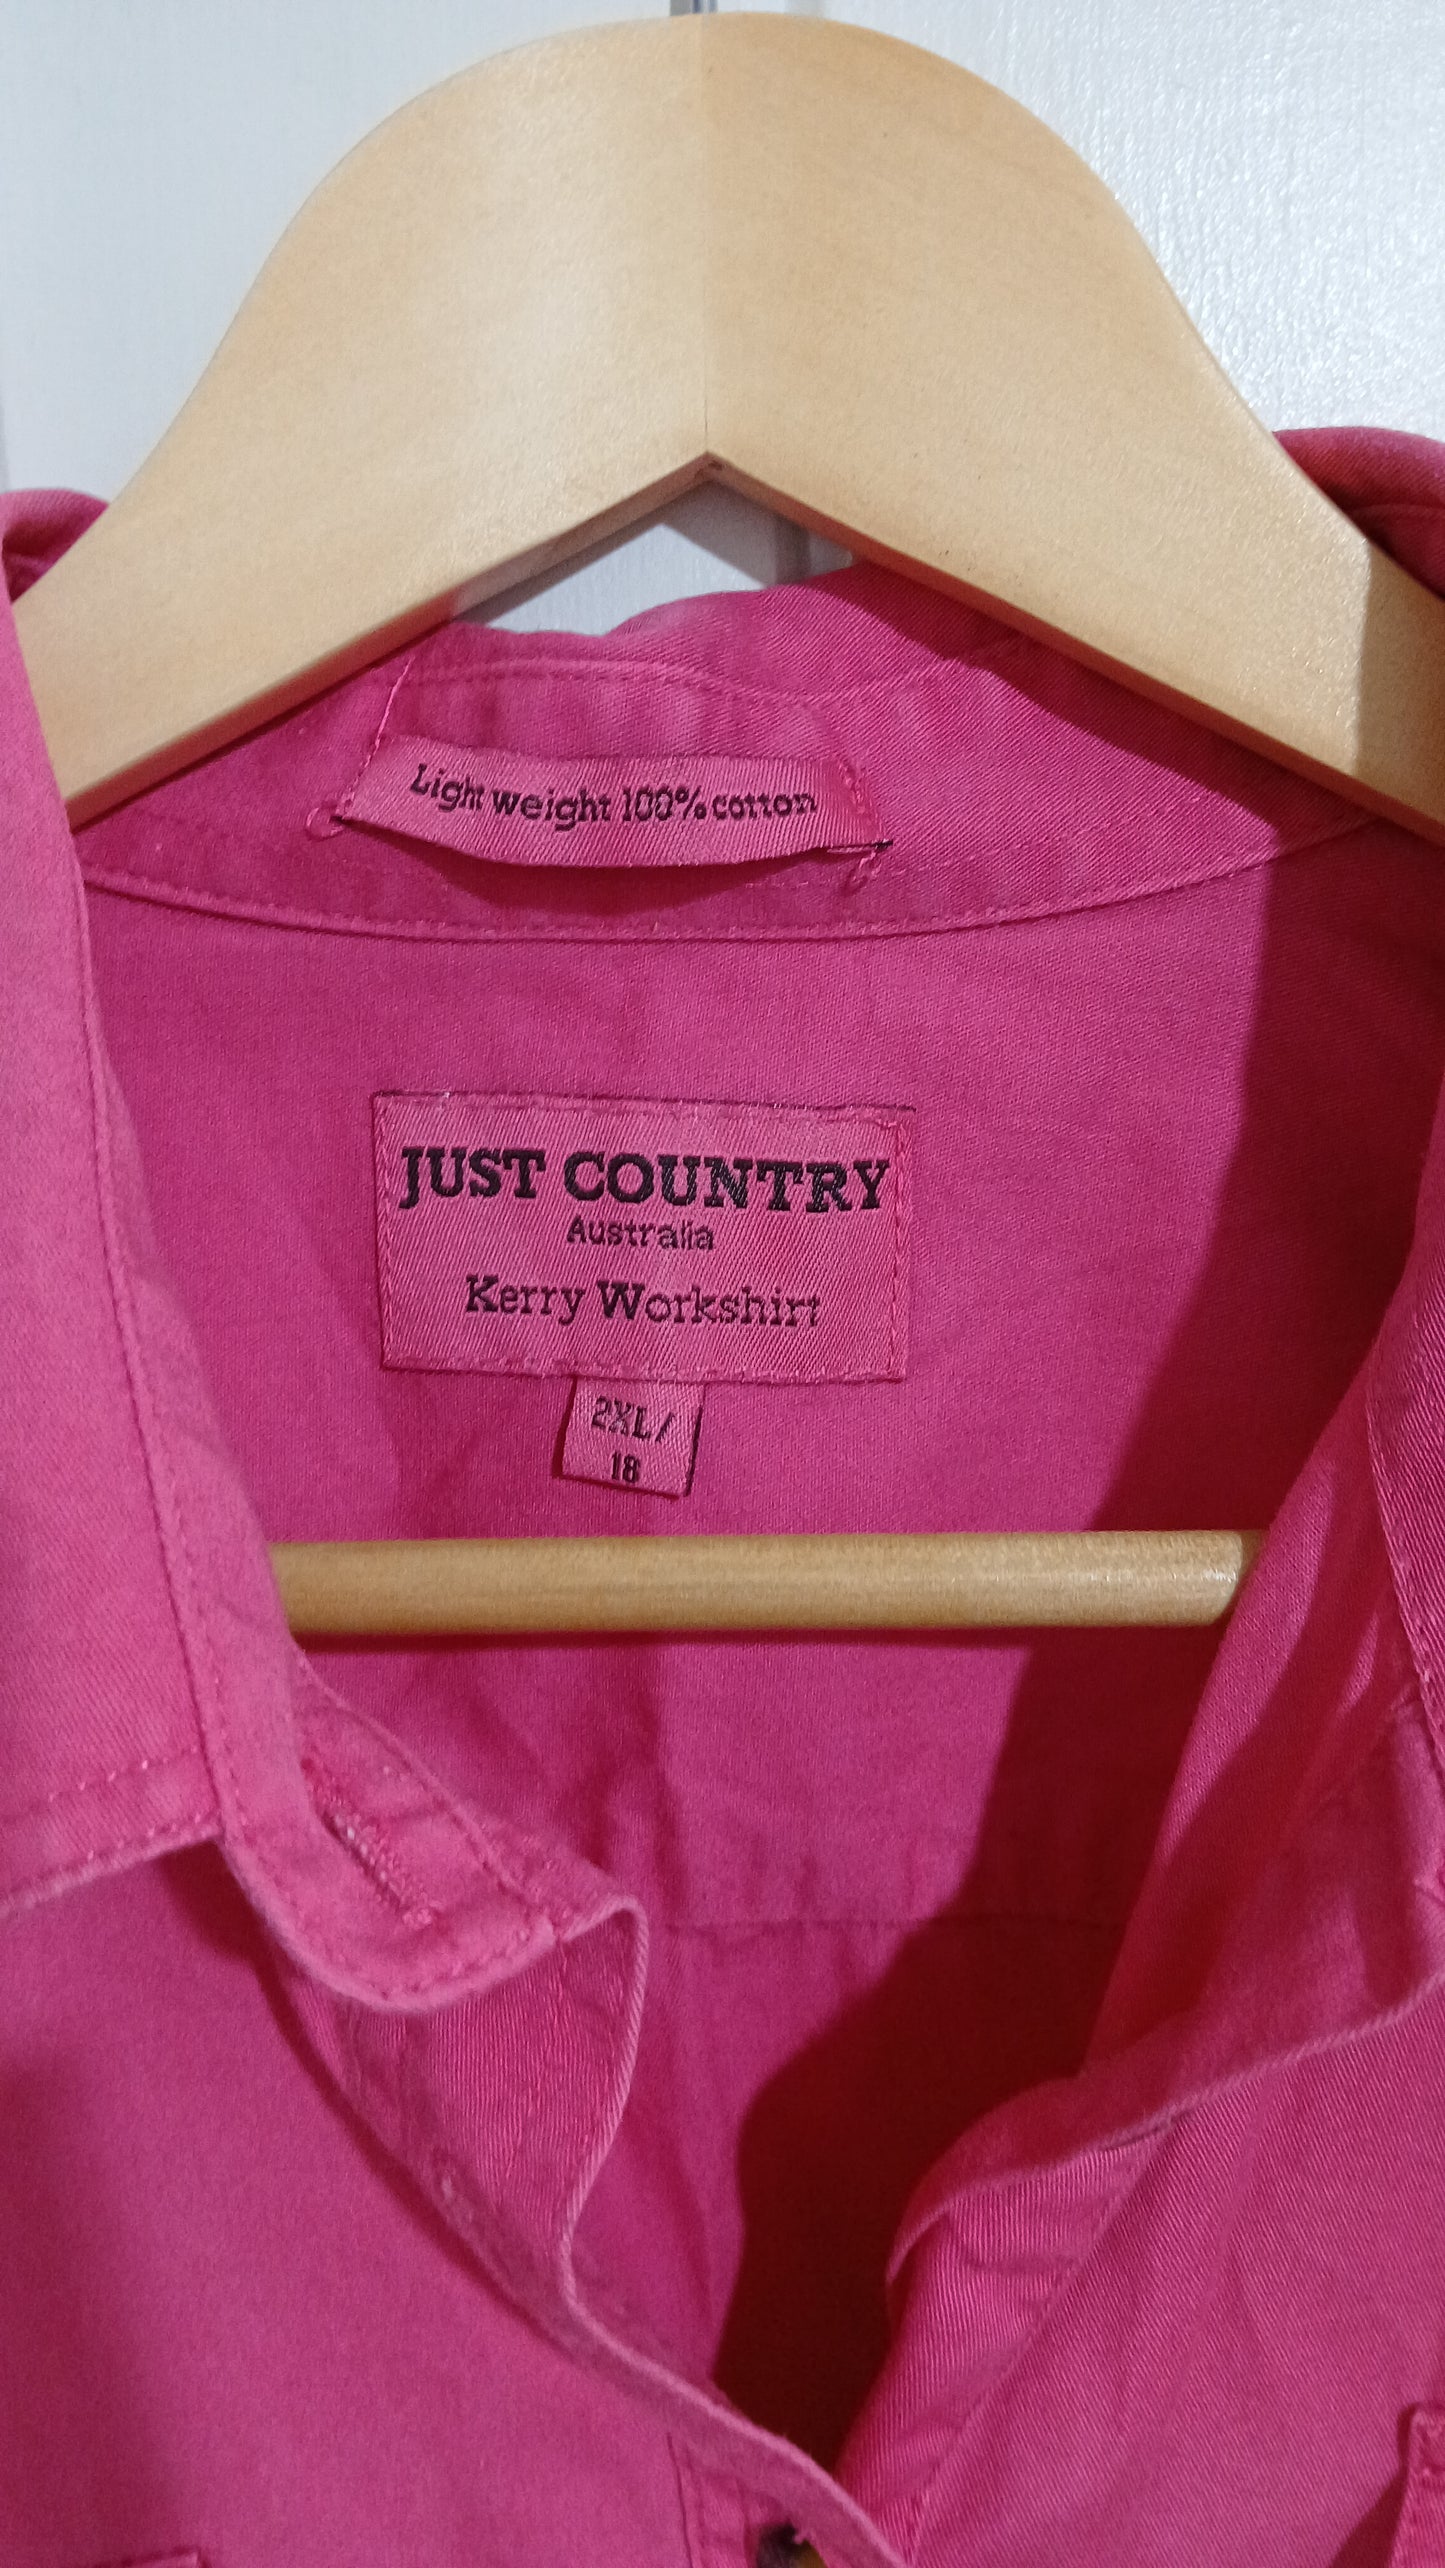 Light weight 100% cotton
JUST COUNTRY
Australia
Kerry Workshirt
2XL/
18